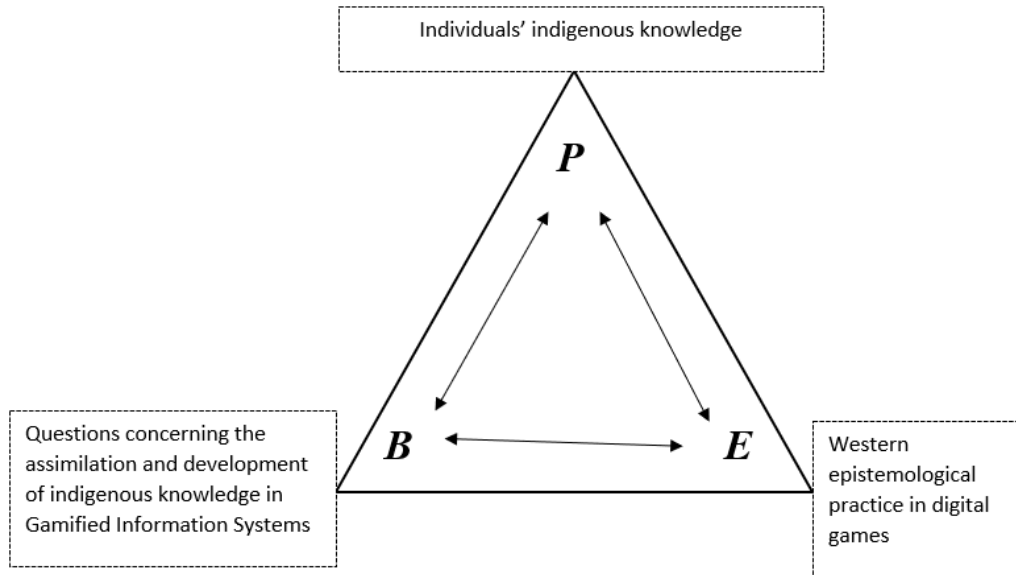 Individuals' indigenous knowledge
P
B
E
Questions concerning the
assimilation and development
of indigenous knowledge in
Gamified Information Systems
Western
epistemological
practice in digital
games